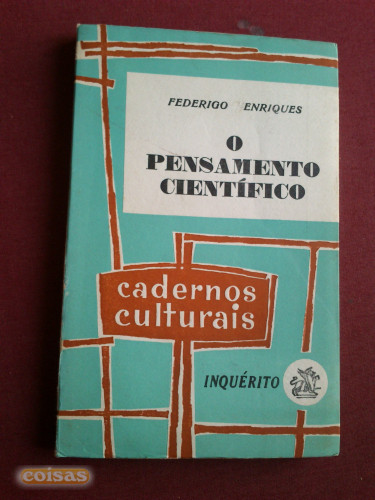 FEDERIGO ENRIQUES
O
PENSAMENTO
CIENTÍFICO
cadernos
culturais
INQUÉRITO
coisas